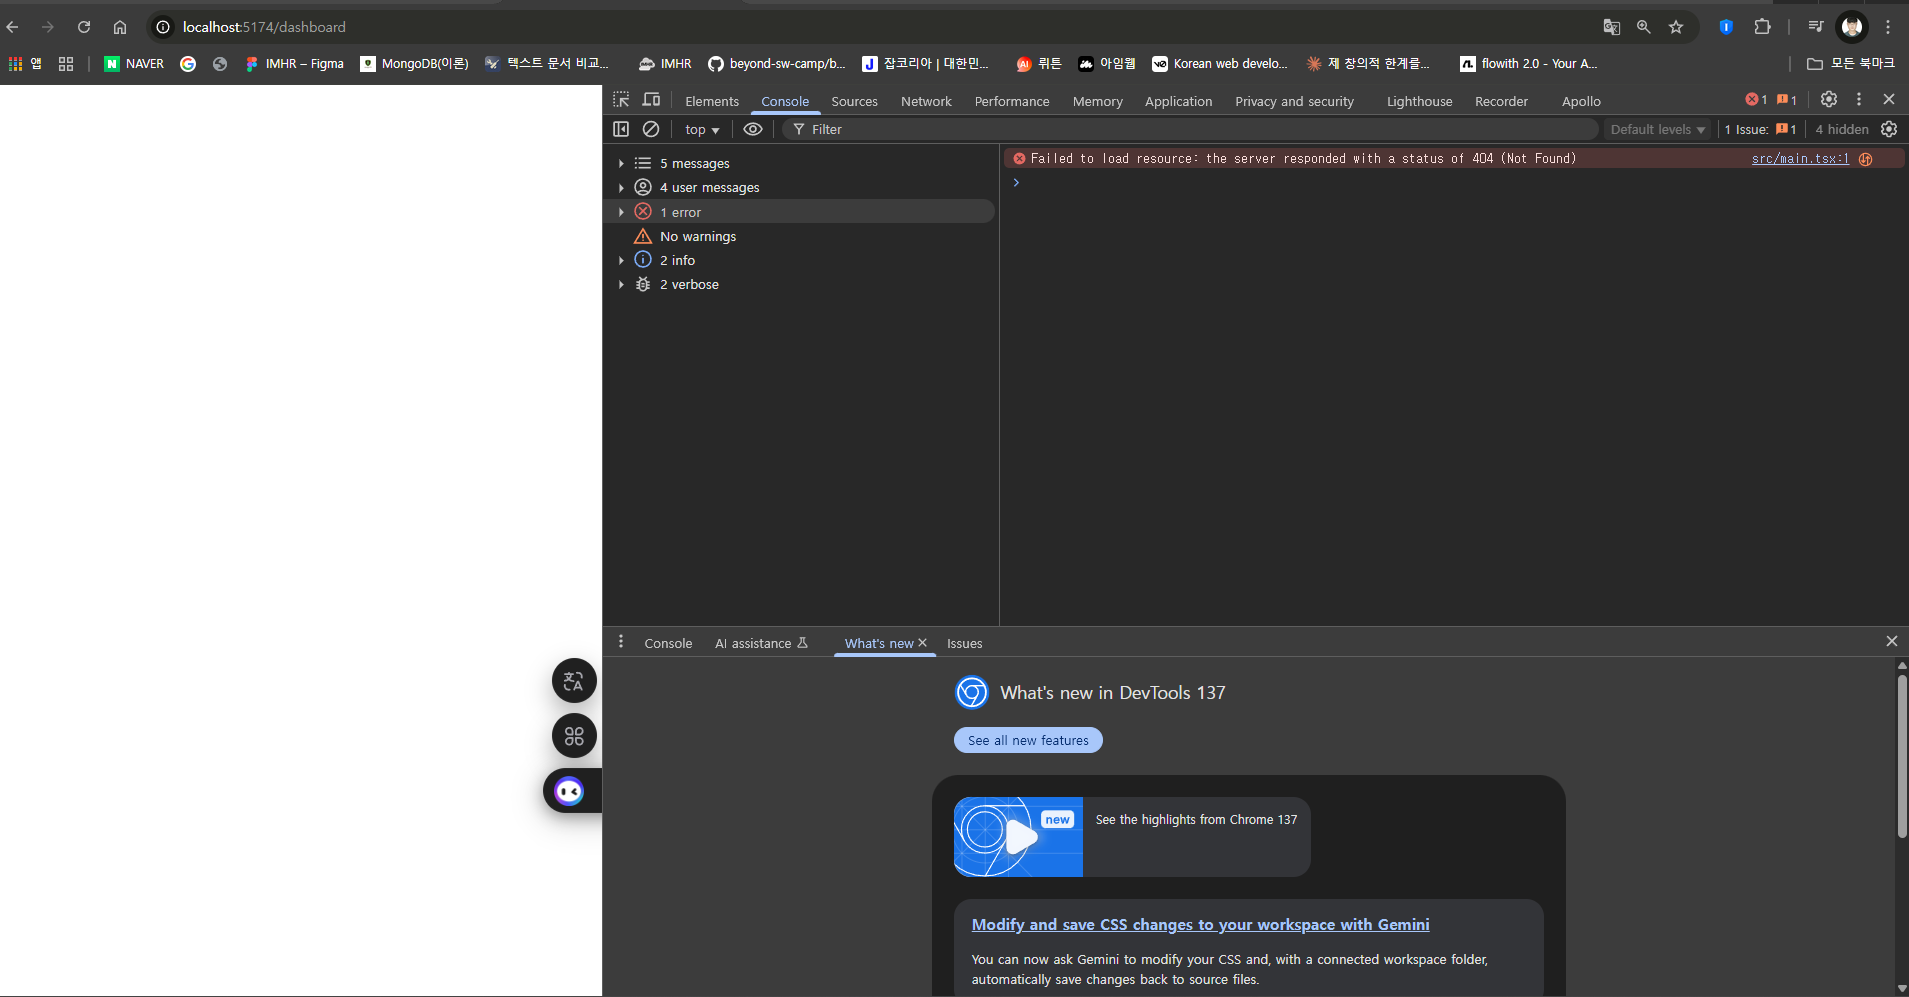 localhost:5174/dashboard
앱 NAVER IMHR – Figma MongoDB(이론) 텍스트 문서 비교... IMHR beyond-sw-camp/b... 잡코리아 | 대한민... 뤼튼 아임웹 Korean web develo... 제 창의적 한계를... flowith 2.0 - Your A... 모든 북마크
Elements Console Sources Network Performance Memory Application Privacy and security Lighthouse Recorder Apollo 1 1
top Filter Default levels 1 Issue: 1 4 hidden
5 messages
4 user messages
1 error
No warnings
2 info
2 verbose
Failed to load resource: the server responded with a status of 404 (Not Found) src/main.tsx:1
Console AI assistance What's new Issues
What's new in DevTools 137
See all new features
new
See the highlights from Chrome 137
Modify and save CSS changes to your workspace with Gemini
You can now ask Gemini to modify your CSS and, with a connected workspace folder,
automatically save changes back to source files.